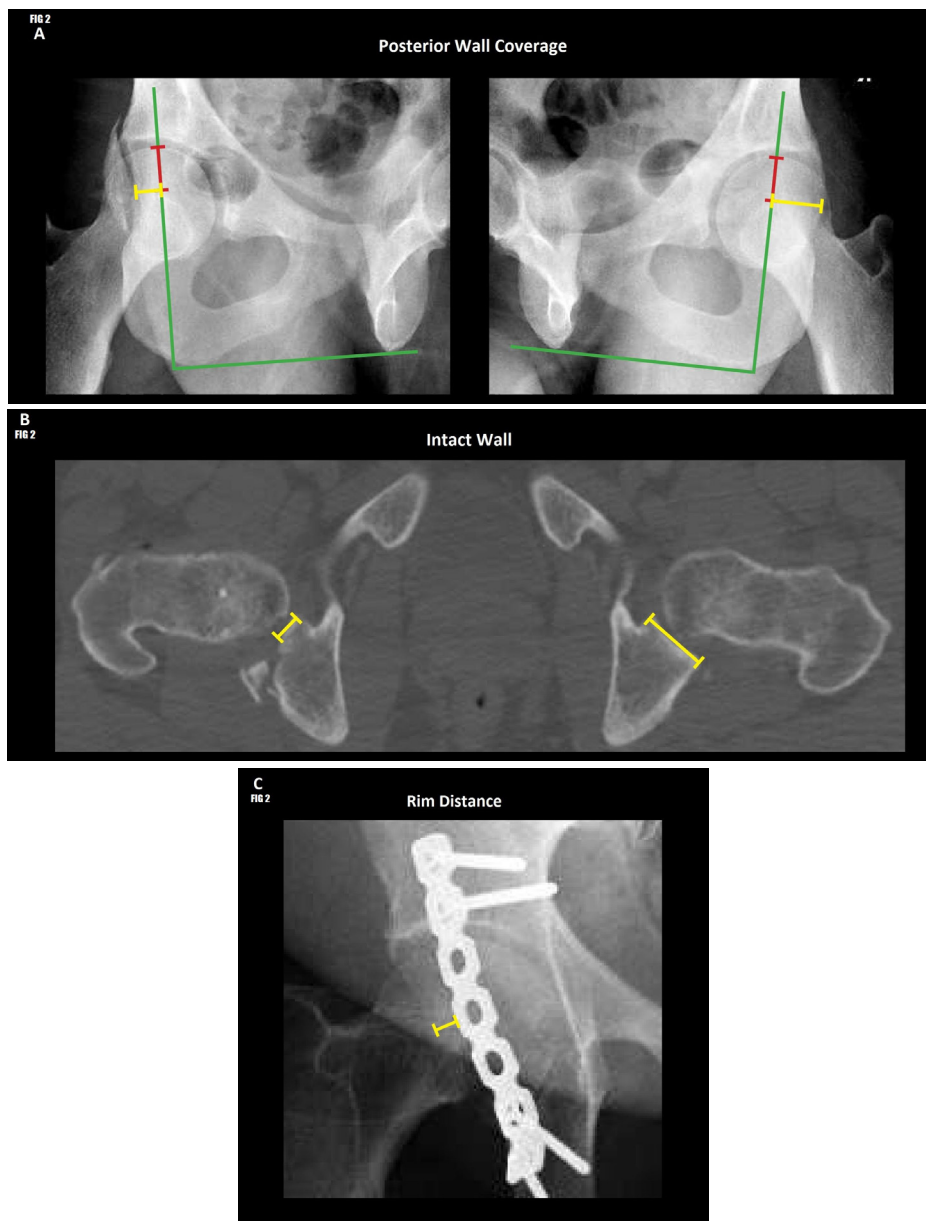 FIG 2
A
Posterior Wall Coverage
B
FIG 2
Intact Wall
C
FIG 2
Rim Distance